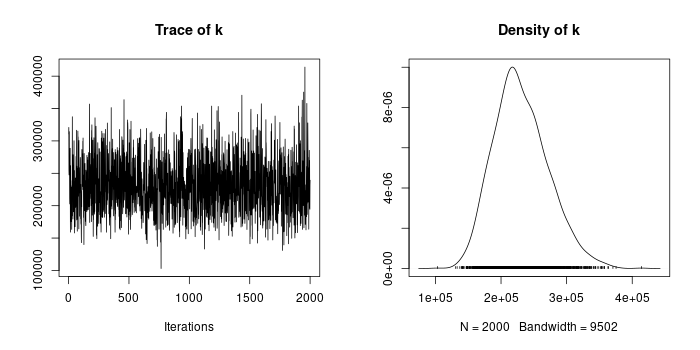 Trace of k
400000
300000
200000
100000
0
500
1000
1500
2000
Iterations
Density of k
8e-06
4e-06
0e+00
1e+05
2e+05
3e+05
4e+05
N = 2000 Bandwidth = 9502